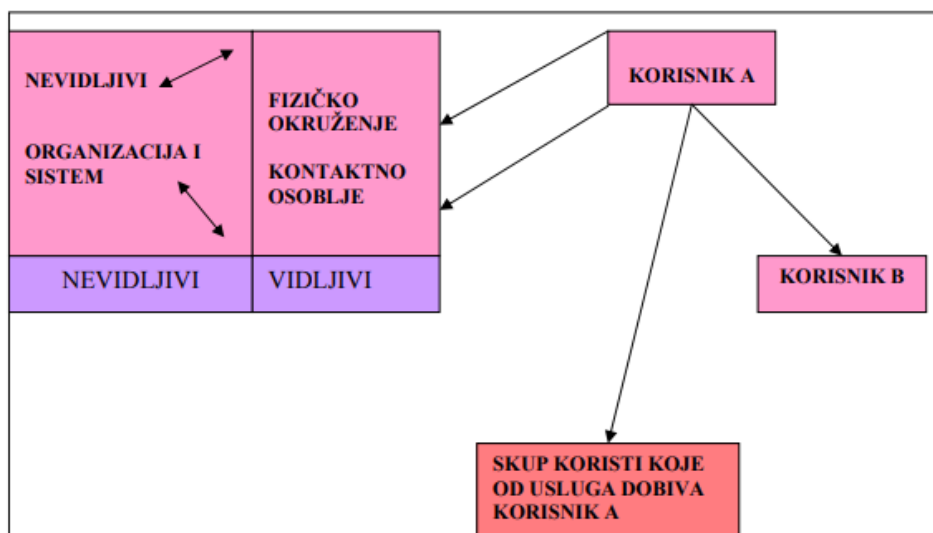 NEVIDLJIVI
ORGANIZACIJA I
SISTEM
FIZIČKO
OKRUŽENJE
KONTAKTNO
OSOBLJE
NEVIDLJIVI
VIDLJIVI
KORISNIK A
KORISNIK B
SKUP KORISTI KOJE
OD USLUGA DOBIVA
KORISNIK A